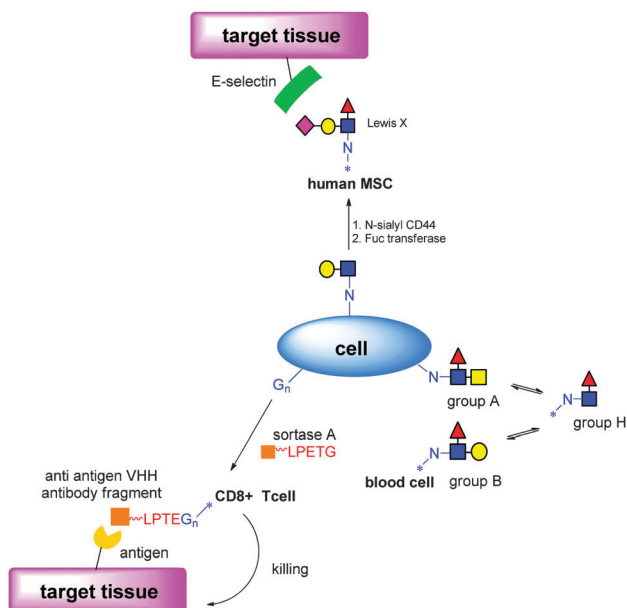 target tissue
E-selectin
Lewis X
N
*
human MSC
1. N-sialyl CD44
2. Fuc transferase
N
cell
Gn
N
group A
N
*
group H
sortase A
LPETG
N
*
blood cell group B
anti antigen VHH
antibody fragment
LPTEGn
* CD8+ Tcell
antigen
killing
target tissue